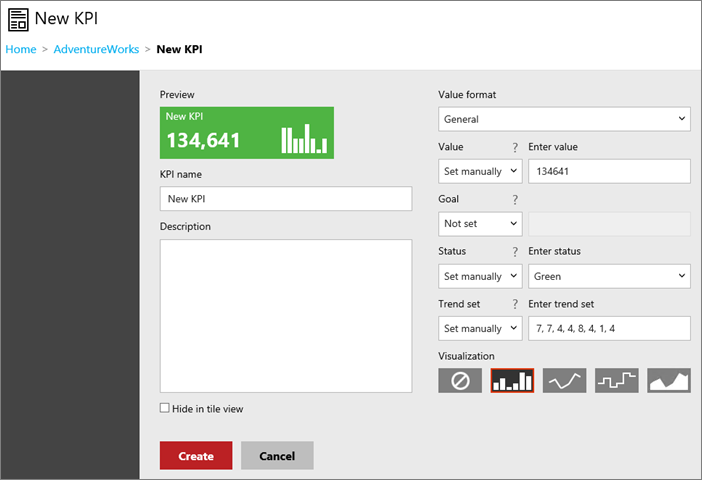 New KPI
Home > AdventureWorks > New KPI
Preview
New KPI
134,641
KPI name
New KPI
Description
Hide in tile view
Create Cancel
Value format
General
Value ? Enter value
Set manually 134641
Goal ?
Not set
Status ? Enter status
Set manually Green
Trend set ? Enter trend set
Set manually 7, 7, 4, 4, 8, 4, 1, 4
Visualization